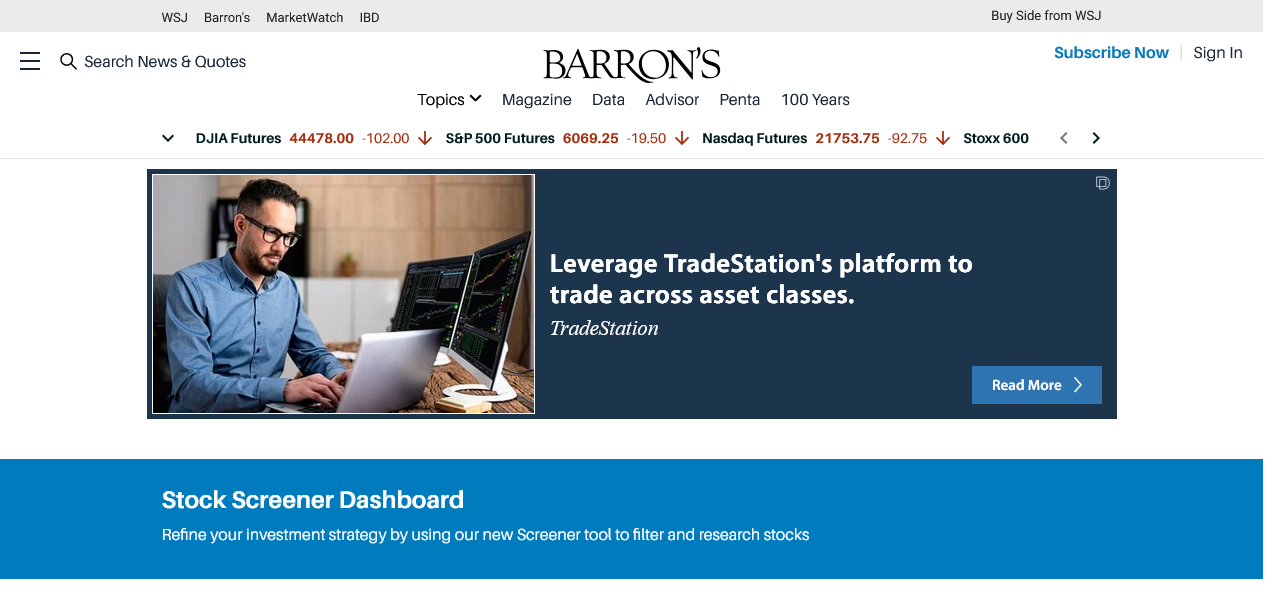 WSJ Barron's MarketWatch IBD Buy Side from WSJ
Search News & Quotes
BARRON'S
Subscribe Now | Sign In
Topics Magazine Data Advisor Penta 100 Years
DJIA Futures 44478.00 -102.00 S&P 500 Futures 6069.25 -19.50 Nasdaq Futures 21753.75 -92.75 Stoxx 600
Leverage TradeStation's platform to
trade across asset classes.
TradeStation
Read More
Stock Screener Dashboard
Refine your investment strategy by using our new Screener tool to filter and research stocks